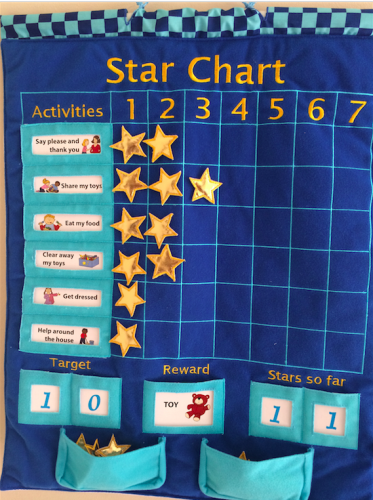 Star Chart
Activities 1 2 3 4 5 6 7
Say please and
thank you
Share my toys
Eat my food
Clear away
my toys
Get dressed
Help around
the house
Target Reward Stars so far
1 0 TOY 1 1